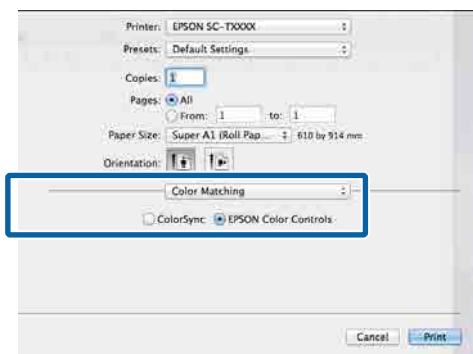 Printer: EPSON SC-TXXXX
Presets: Default Settings
Copies: 1
Pages: All
From: 1 to: 1
Paper Size: Super A1 (Roll Pap... 610 by 914 mm
Orientation:
Color Matching
ColorSync EPSON Color Controls
Cancel Print